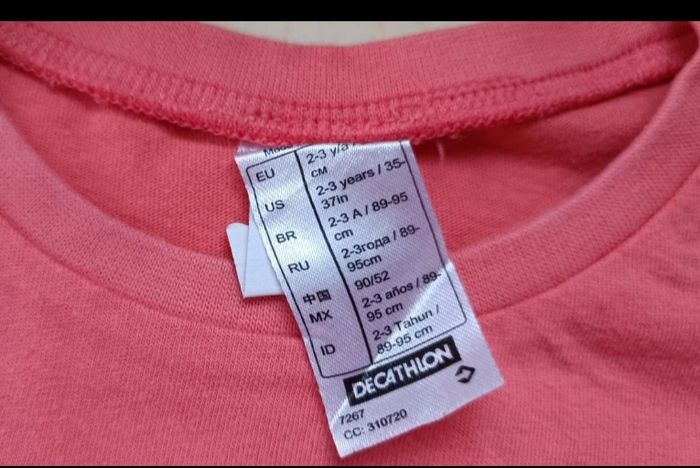 EU 2-3 y/a
CM
US 2-3 years / 35-
37in
BR 2-3 A / 89-95
cm
RU 2-3года / 89-
95cm
中国 90/52
MX 2-3 años / 89-
95 cm
ID 2-3 Tahun /
89-95 cm
DECATHLON
7267
CC: 310720